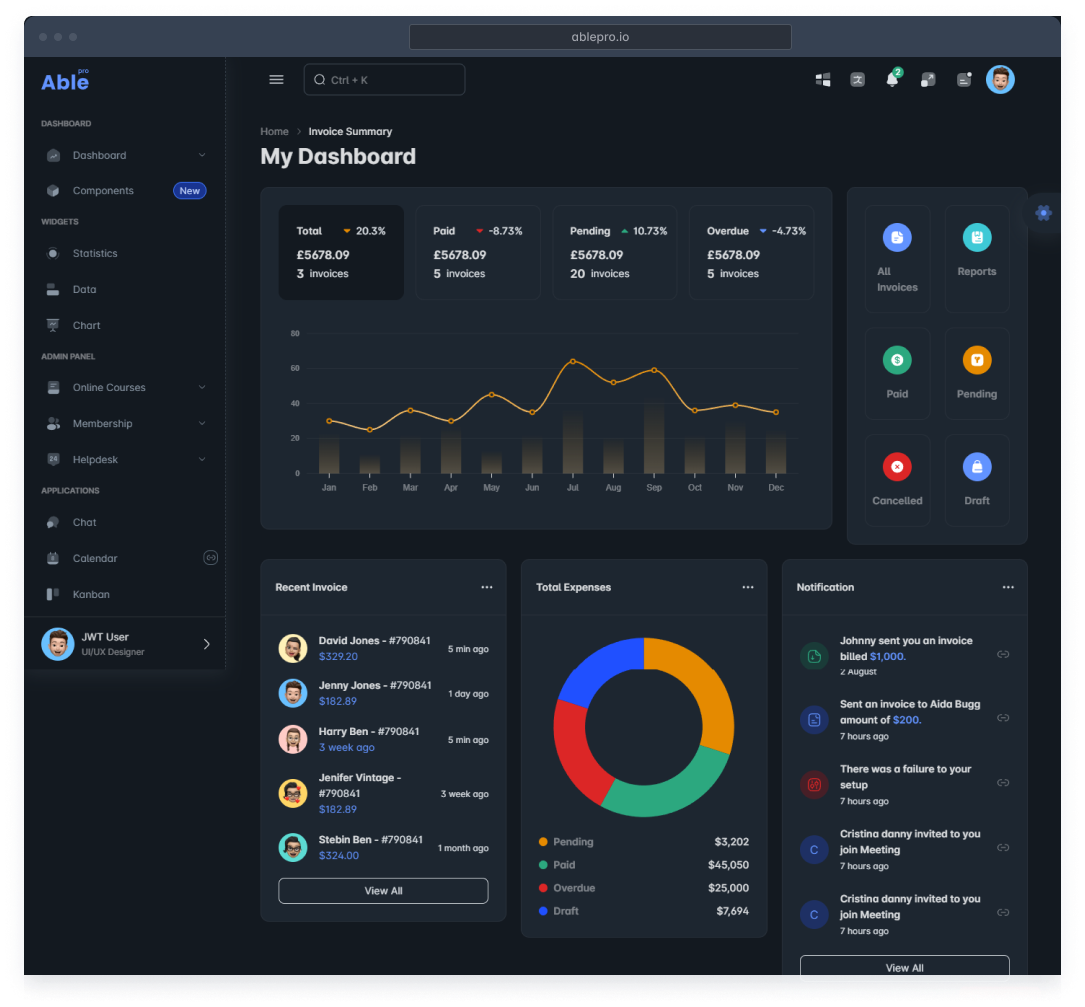 ablepro.io
Able pro
Ctrl + K
2
DASHBOARD
Dashboard
Components New
WIDGETS
Statistics
Data
Chart
ADMIN PANEL
Online Courses
Membership
24 Helpdesk
APPLICATIONS
Chat
Calendar
Kanban
JWT User
UI/UX Designer
Home > Invoice Summary
My Dashboard
Total 20.3%
£5678.09
3 invoices
Paid -8.73%
£5678.09
5 invoices
Pending 10.73%
£5678.09
20 invoices
Overdue -4.73%
£5678.09
5 invoices
80
60
40
20
0
Jan Feb Mar Apr May Jun Jul Aug Sep Oct Nov Dec
All
Invoices
Reports
$
Paid
Pending
Cancelled
Draft
Recent Invoice ...
David Jones - #790841
$329.20
5 min ago
Jenny Jones - #790841
$182.89
1 day ago
Harry Ben - #790841
3 week ago
5 min ago
Jenifer Vintage -
#790841
$182.89
3 week ago
Stebin Ben - #790841
$324.00
1 month ago
View All
Total Expenses ...
Pending $3,202
Paid $45,050
Overdue $25,000
Draft $7,694
Notification ...
Johnny sent you an invoice
billed $1,000.
2 August
Sent an invoice to Aida Bugg
amount of $200.
7 hours ago
There was a failure to your
setup
7 hours ago
C
Cristina danny invited to you
join Meeting
7 hours ago
C
Cristina danny invited to you
join Meeting
7 hours ago
View All